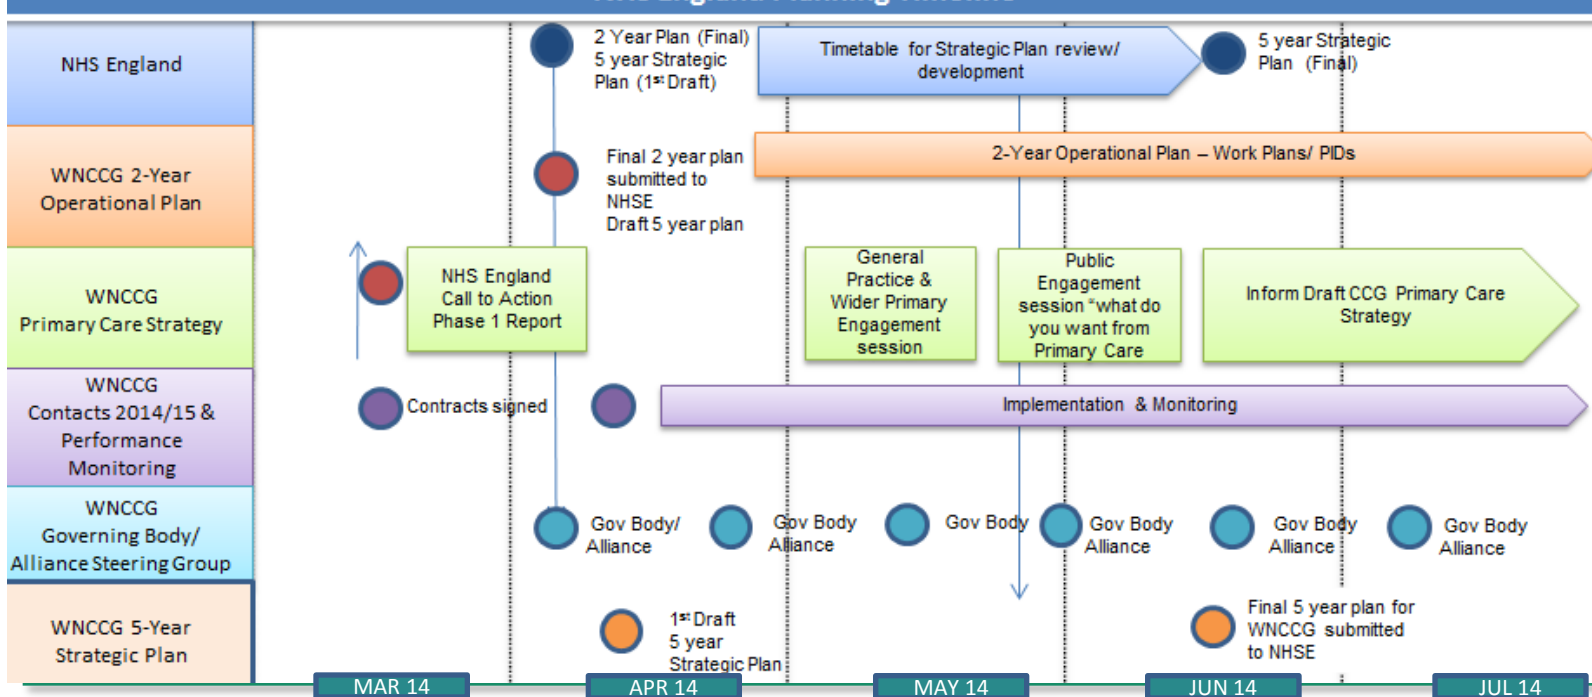 NHS England Planning Timeline
NHS England
2 Year Plan (Final)
5 year Strategic
Plan (1st Draft)
Timetable for Strategic Plan review/
development
5 year Strategic
Plan (Final)
WNCCG 2-Year
Operational Plan
Final 2 year plan
submitted to
NHSE
Draft 5 year plan
2-Year Operational Plan – Work Plans/ PIDs
WNCCG
Primary Care Strategy
NHS England
Call to Action
Phase 1 Report
General
Practice &
Wider Primary
Engagement
session
Public
Engagement
session “what do
you want from
Primary Care
Inform Draft CCG Primary Care
Strategy
WNCCG
Contacts 2014/15 &
Performance
Monitoring
Contracts signed
Implementation & Monitoring
WNCCG
Governing Body/
Alliance Steering Group
Gov Body/
Alliance
Gov Body
Alliance
Gov Body
Gov Body
Alliance
Gov Body
Alliance
Gov Body
Alliance
WNCCG 5-Year
Strategic Plan
1st Draft
5 year
Strategic Plan
Final 5 year plan for
WNCCG submitted
to NHSE
MAR 14
APR 14
MAY 14
JUN 14
JUL 14